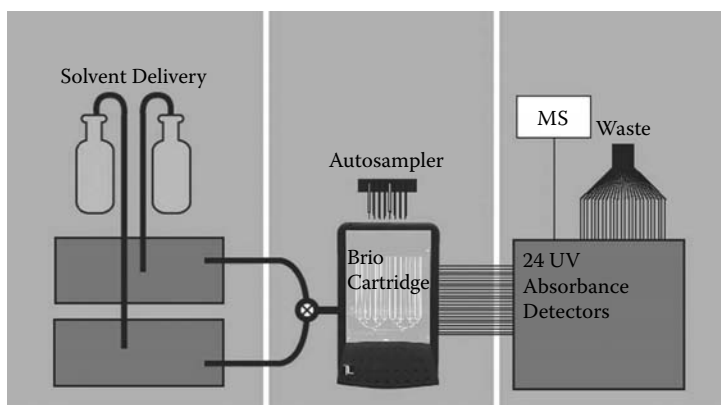 Solvent Delivery
Autosampler
Brio
Cartridge
MS
Waste
24 UV
Absorbance
Detectors